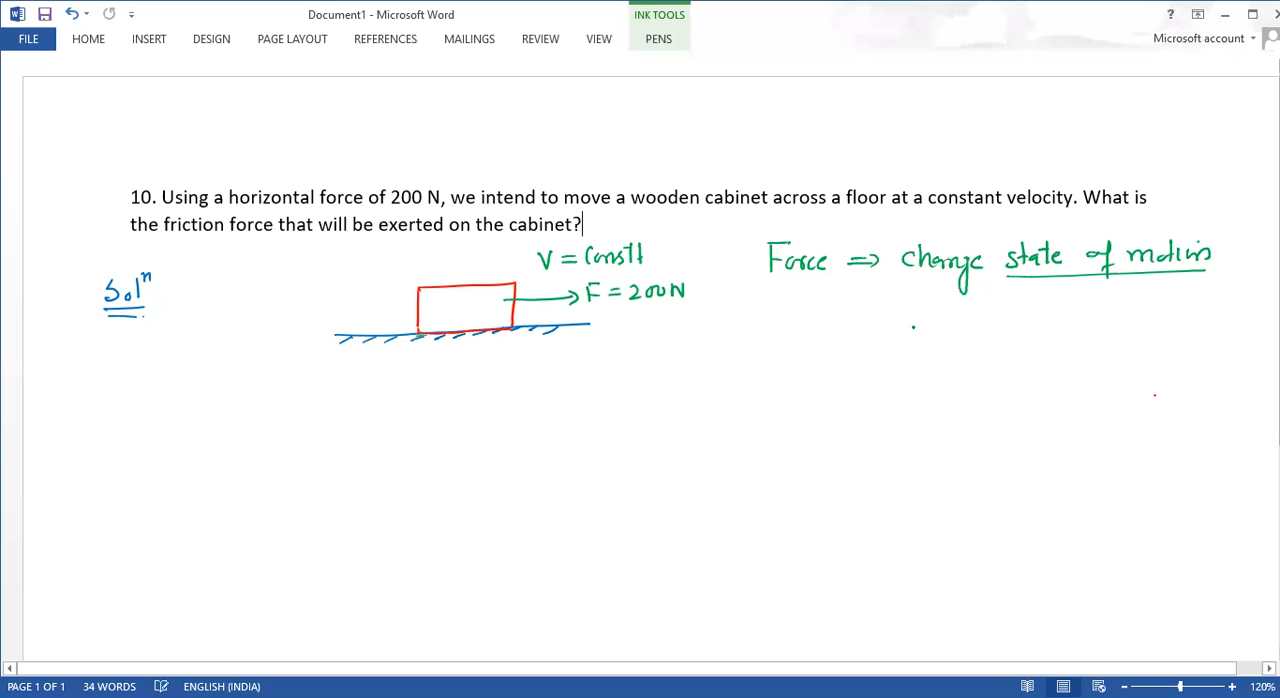 Document1 - Microsoft Word
INK TOOLS
?
FILE HOME INSERT DESIGN PAGE LAYOUT REFERENCES MAILINGS REVIEW VIEW PENS
Microsoft account
10. Using a horizontal force of 200 N, we intend to move a wooden cabinet across a floor at a constant velocity. What is
the friction force that will be exerted on the cabinet?
V = Constt
Force ⇒ change state of motion
Solⁿ
F = 200N
PAGE 1 OF 1 34 WORDS ENGLISH (INDIA)
120%